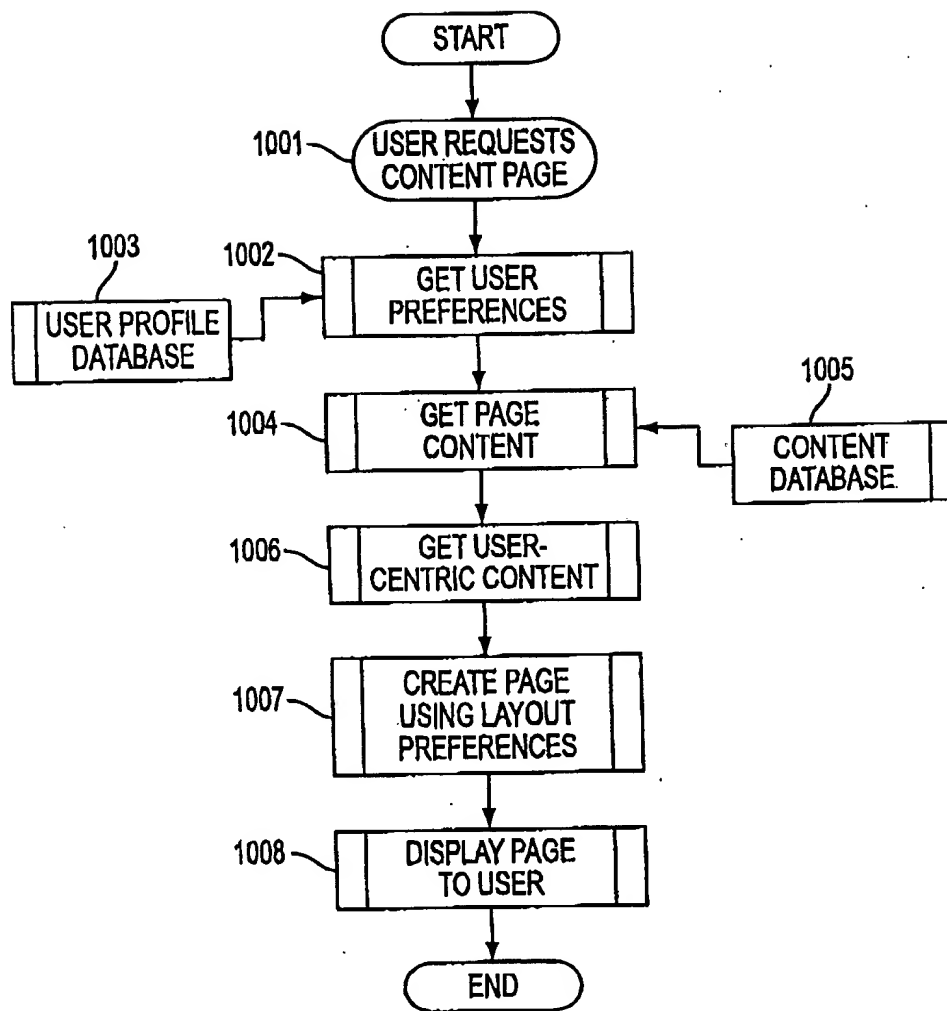 START
1001
USER REQUESTS
CONTENT PAGE
1003
1002
GET USER
PREFERENCES
USER PROFILE
DATABASE
1004
GET PAGE
CONTENT
1005
CONTENT
DATABASE
1006
GET USER-
CENTRIC CONTENT
1007
CREATE PAGE
USING LAYOUT
PREFERENCES
1008
DISPLAY PAGE
TO USER
END